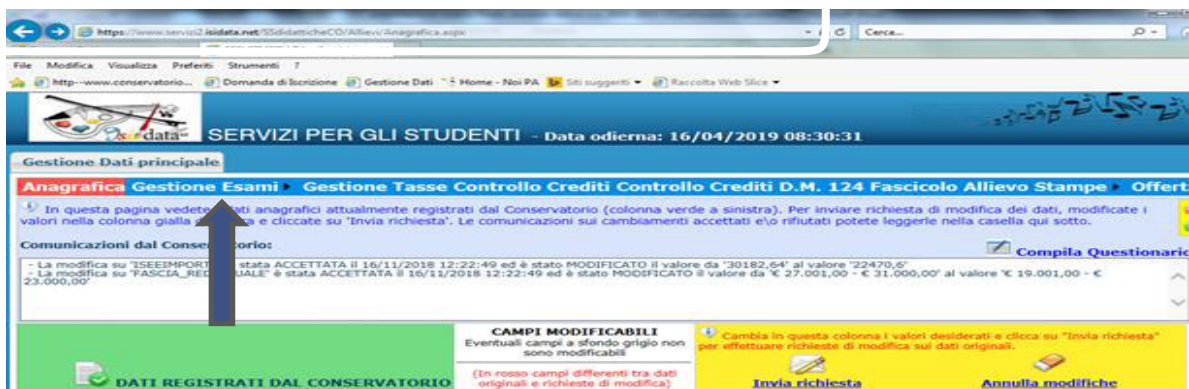 https://www.servizi2.isidata.net/SSdidatticheCO/Allievi/Anagrafica.aspx
Cerca...
File Modifica Visualizza Preferiti Strumenti ?
http--www.conservatorio... Domanda di Iscrizione Gestione Dati Home - Noi PA Siti suggeriti Raccolta Web Slice
Isidata SERVIZI PER GLI STUDENTI - Data odierna: 16/04/2019 08:30:31
Gestione Dati principale
Anagrafica Gestione Esami Gestione Tasse Controllo Crediti Controllo Crediti D.M. 124 Fascicolo Allievo Stampe Offert
In questa pagina vedete i dati anagrafici attualmente registrati dal Conservatorio (colonna verde a sinistra). Per inviare richiesta di modifica dei dati, modificate i
valori nella colonna gialla e cliccate su 'Invia richiesta'. Le comunicazioni sui cambiamenti accettati e\o rifiutati potete leggerle nella casella qui sotto.
Comunicazioni dal Conser
Compila Questionario
- La modifica su 'ISEEIMPOR stata ACCETTATA il 16/11/2018 12:22:49 ed è stato MODIFICATO il valore da '30182,64' al valore '22470,6'
- La modifica su 'FASCIA_RED UALE' è stata ACCETTATA il 16/11/2018 12:22:49 ed è stato MODIFICATO il valore da '€ 27.001,00 - € 31.000,00' al valore '€ 19.001,00 - €
23.000,00'
DATI REGISTRATI DAL CONSERVATORIO
CAMPI MODIFICABILI
Eventuali campi a sfondo grigio non
sono modificabili
(In rosso campi differenti tra dati
originali e richieste di modifica)
Cambia in questa colonna i valori desiderati e clicca su "Invia richiesta"
per effettuare richieste di modifica sui dati originali.
Invia richiesta
Annulla modifiche